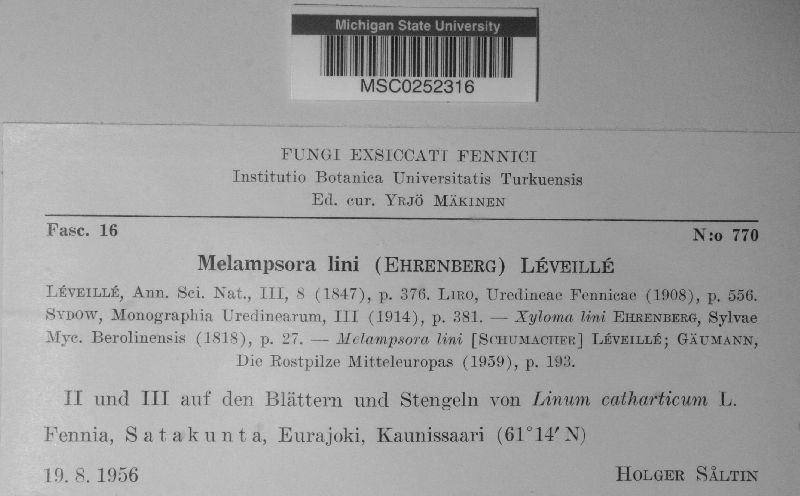 Michigan State University
MSC0252316
FUNGI EXSICCATI FENNICI
Institutio Botanica Universitatis Turkuensis
Ed. cur. YRJÖ MÄKINEN
Fasc. 16
N:o 770
Melampsora lini (EHRENBERG) LÉVEILLÉ
LÉVEILLÉ, Ann. Sci. Nat., III, 8 (1847), p. 376. LIRO, Uredineae Fennicae (1908), p. 556.
SYDOW, Monographia Uredinearum, III (1914), p. 381. — Xyloma lini EHRENBERG, Sylvae
Myc. Berolinensis (1818), p. 27. — Melampsora lini [SCHUMACHER] LÉVEILLÉ; GÄUMANN,
Die Rostpilze Mitteleuropas (1959), p. 193.
II und III auf den Blättern und Stengeln von Linum catharticum L.
Fennia, Satakunta, Eurajoki, Kaunissaari (61°14′ N)
19. 8. 1956
HOLGER SÅLTIN